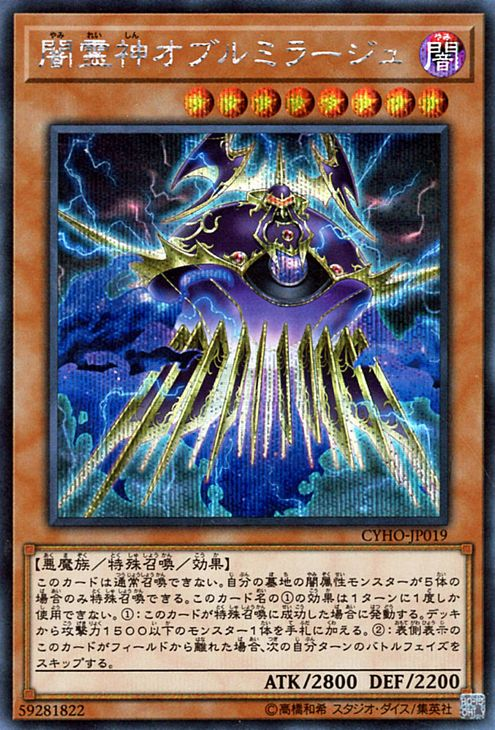 闇霊神オブルミラージュ
闇
CYHO-JP019
【悪魔族/特殊召喚/効果】
このカードは通常召喚できない。自分の墓地の闇属性モンスターが5体の
場合のみ特殊召喚できる。このカード名の①の効果は1ターンに1度しか
使用できない。①:このカードが特殊召喚に成功した場合に発動する。デッキ
から攻撃力1500以下のモンスター1体を手札に加える。②:表側表示の
このカードがフィールドから離れた場合、次の自分ターンのバトルフェイズを
スキップする。
ATK/2800 DEF/2200
59281822
©高橋和希 スタジオ・ダイス/集英社